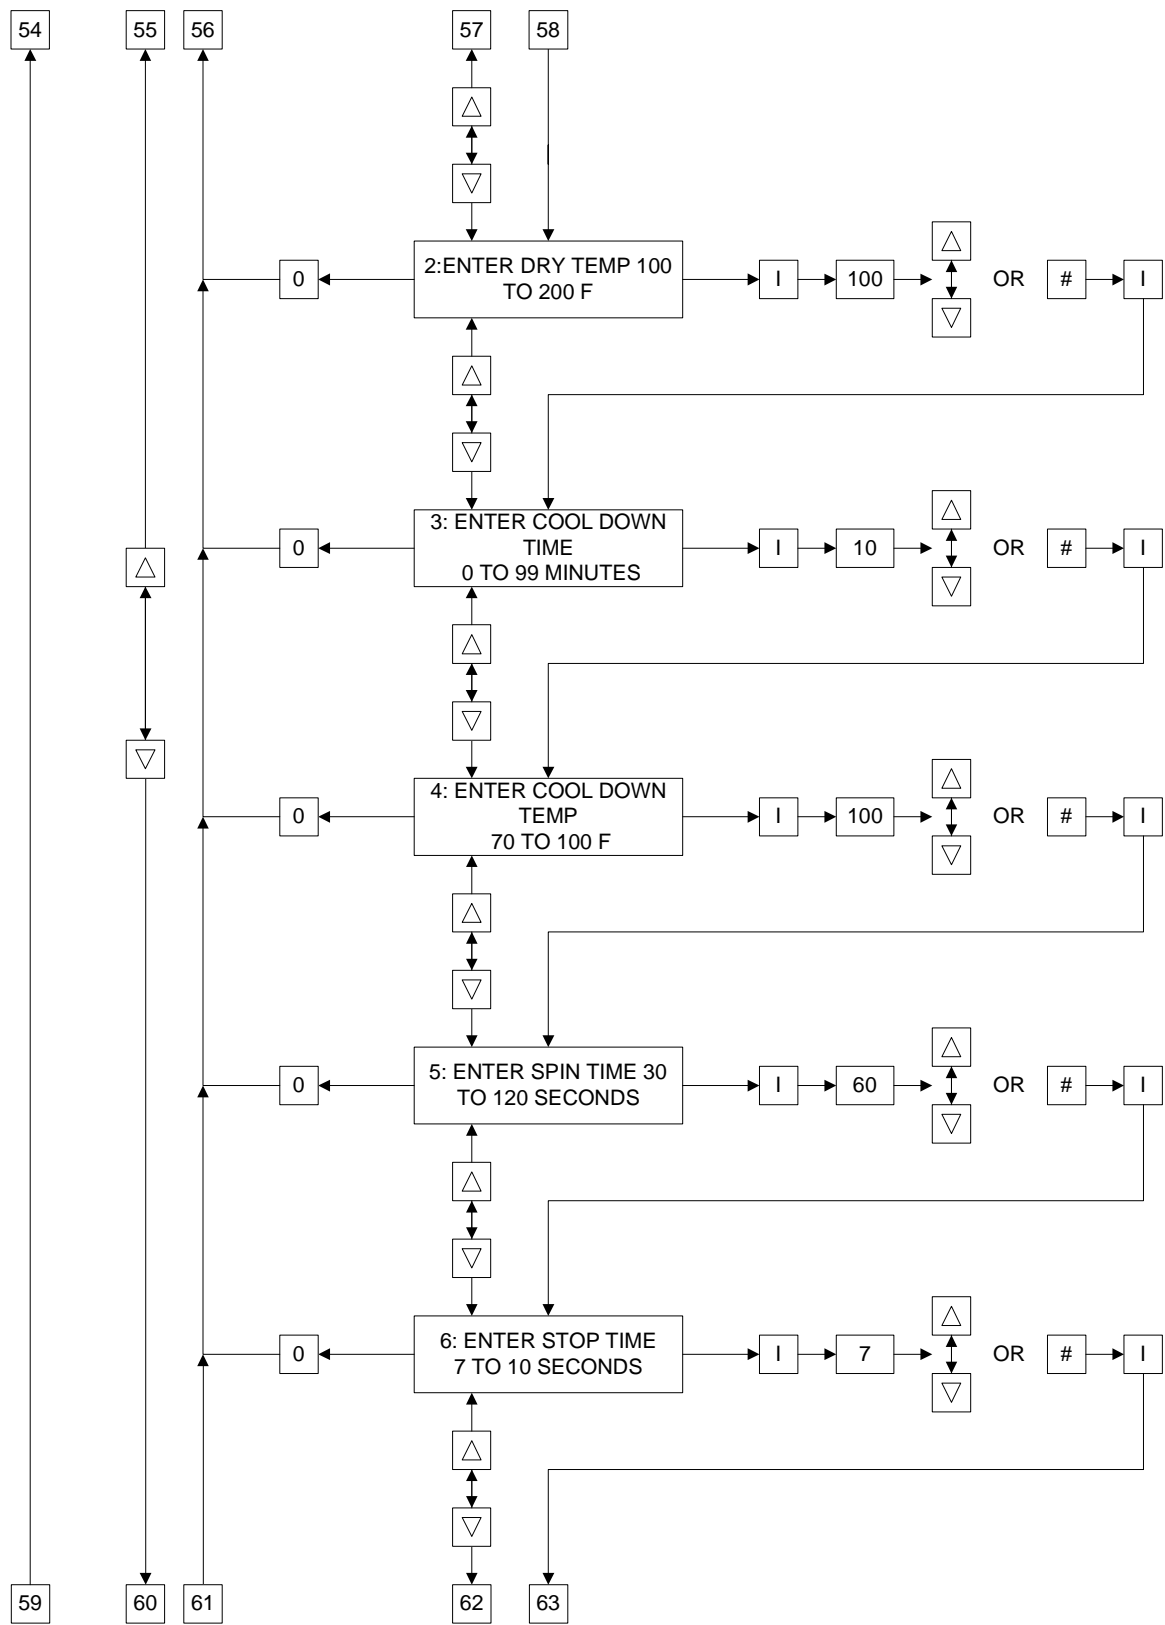 54 55 56 57 58
2:ENTER DRY TEMP 100
TO 200 F
0 I 100 OR # I
3: ENTER COOL DOWN
TIME
0 TO 99 MINUTES
0 I 10 OR # I
4: ENTER COOL DOWN
TEMP
70 TO 100 F
0 I 100 OR # I
5: ENTER SPIN TIME 30
TO 120 SECONDS
0 I 60 OR # I
6: ENTER STOP TIME
7 TO 10 SECONDS
0 I 7 OR # I
59 60 61 62 63